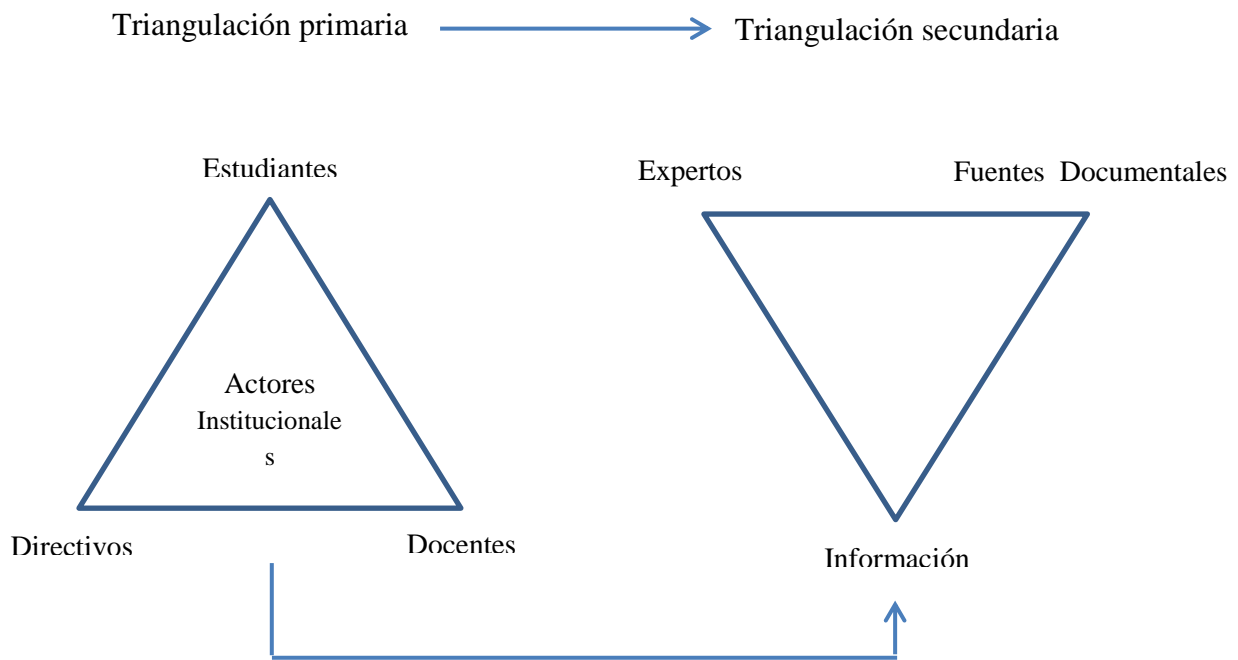 Triangulación primaria
Triangulación secundaria
Estudiantes
Actores
Institucionale
s
Directivos
Docentes
Expertos
Fuentes Documentales
Información